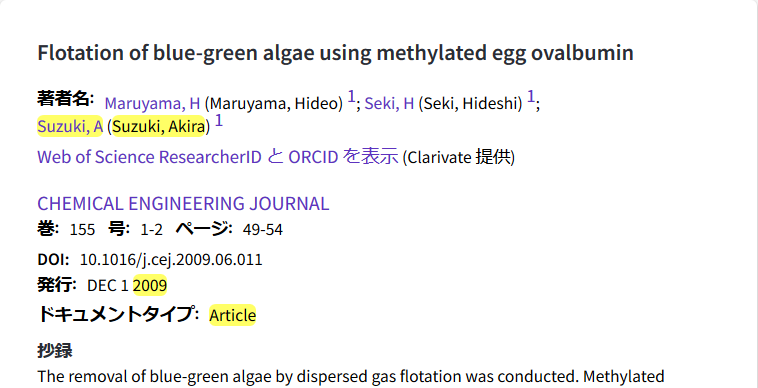 Flotation of blue-green algae using methylated egg ovalbumin
著者名: Maruyama, H (Maruyama, Hideo) 1; Seki, H (Seki, Hideshi) 1;
Suzuki, A (Suzuki, Akira) 1
Web of Science ResearcherID と ORCID を表示 (Clarivate 提供)
CHEMICAL ENGINEERING JOURNAL
巻: 155 号: 1-2 ページ: 49-54
DOI: 10.1016/j.cej.2009.06.011
発行: DEC 1 2009
ドキュメントタイプ: Article
抄録
The removal of blue-green algae by dispersed gas flotation was conducted. Methylated